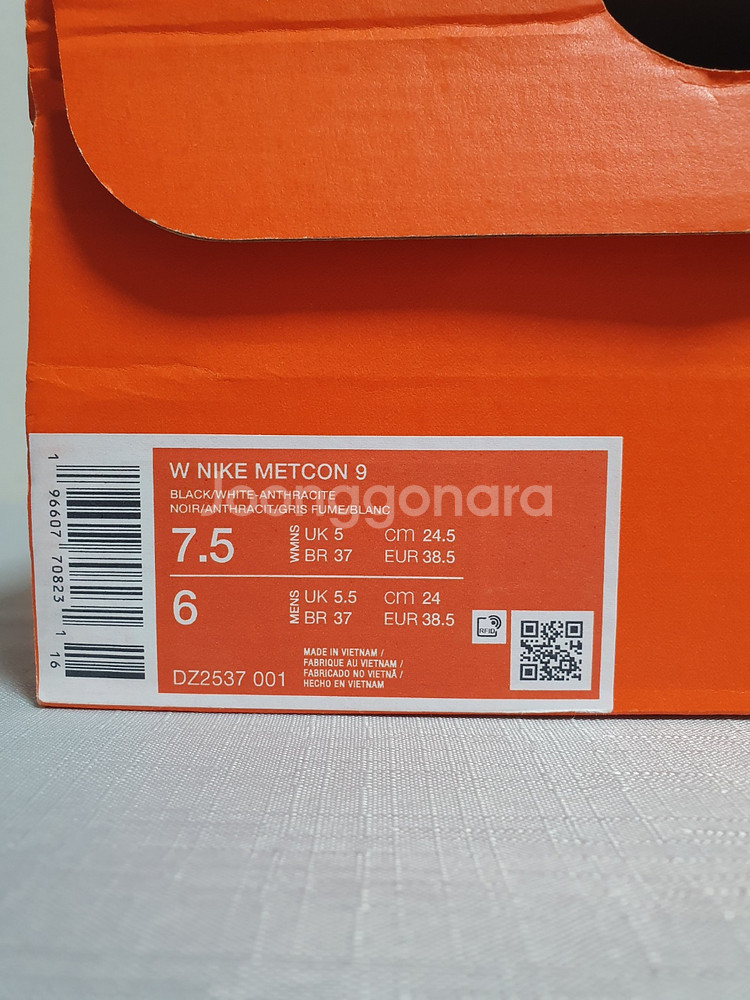 W NIKE METCON 9
BLACK/WHITE-ANTHRACITE
NOIR/ANTHRACIT/GRIS FUME/BLANC
Joonggonara
7.5 WMNS UK 5 cm 24.5
BR 37 EUR 38.5
6 MENS UK 5.5 cm 24
BR 37 EUR 38.5
RFID
DZ2537 001
MADE IN VIETNAM /
FABRIQUE AU VIETNAM /
FABRICADO NO VIETNÃ /
HECHO EN VIETNAM
1 96607 70823 1 16